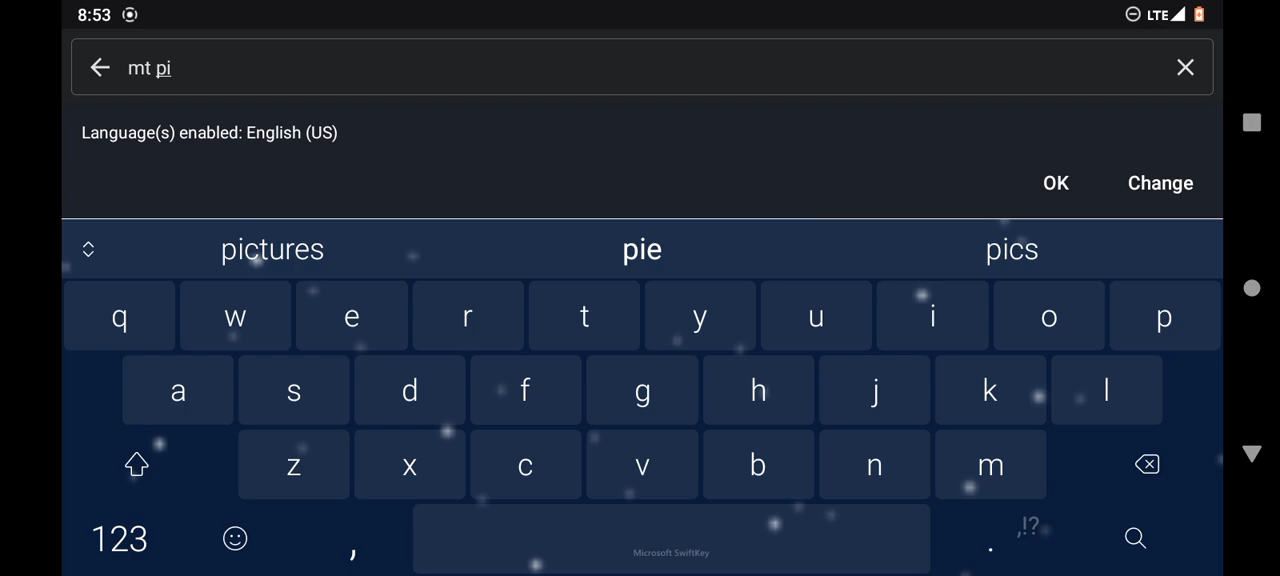 8:53 LTE
mt pi
Language(s) enabled: English (US)
OK Change
pictures pie pics
q w e r t y u i o p
a s d f g h j k l
z x c v b n m
123 , Microsoft SwiftKey . ,!?